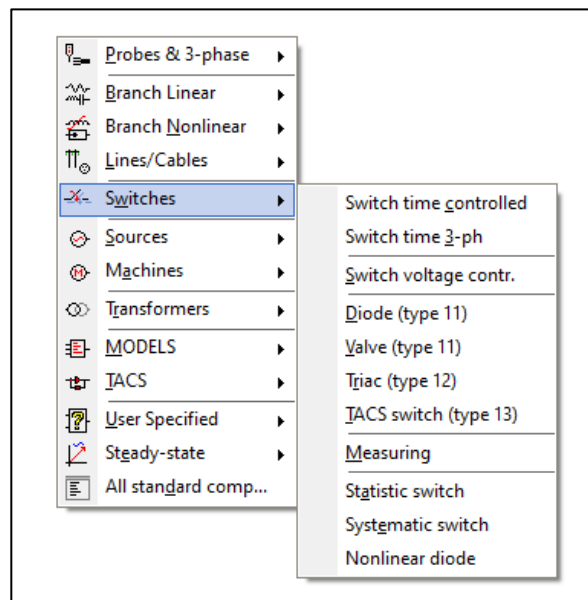 Probes & 3-phase
Branch Linear
Branch Nonlinear
Lines/Cables
Switches
Sources
Machines
Transformers
MODELS
TACS
User Specified
Steady-state
All standard comp...
Switch time controlled
Switch time 3-ph
Switch voltage contr.
Diode (type 11)
Valve (type 11)
Triac (type 12)
TACS switch (type 13)
Measuring
Statistic switch
Systematic switch
Nonlinear diode